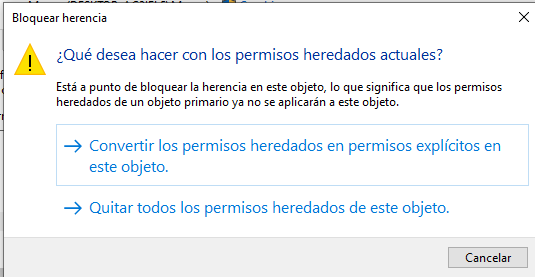 Bloquear herencia
¿Qué desea hacer con los permisos heredados actuales?
Está a punto de bloquear la herencia en este objeto, lo que significa que los permisos
heredados de un objeto primario ya no se aplicarán a este objeto.
Convertir los permisos heredados en permisos explícitos en
este objeto.
Quitar todos los permisos heredados de este objeto.
Cancelar